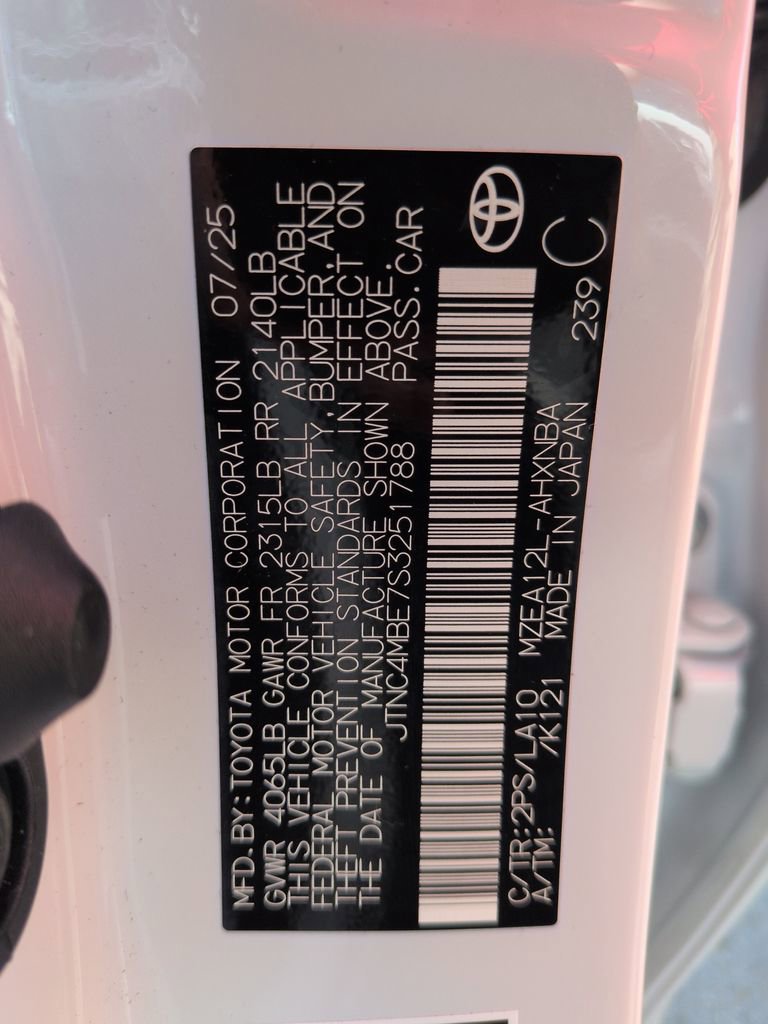 MFD.BY:TOYOTA MOTOR CORPORATION 07/25
GVWR 4065LB GAWR FR 2315LB RR 2140LB
THIS VEHICLE CONFORMS TO ALL APPLICABLE
FEDERAL MOTOR VEHICLE SAFETY,BUMPER,AND
THEFT PREVENTION STANDARDS IN EFFECT ON
THE DATE OF MANUFACTURE SHOWN ABOVE.
JTNC4MBE7S3251788 PASS.CAR
C/TR:2PS/LA10 MZEA12L-AHXNBA 239 C
A/TM: /K121 MADE IN JAPAN